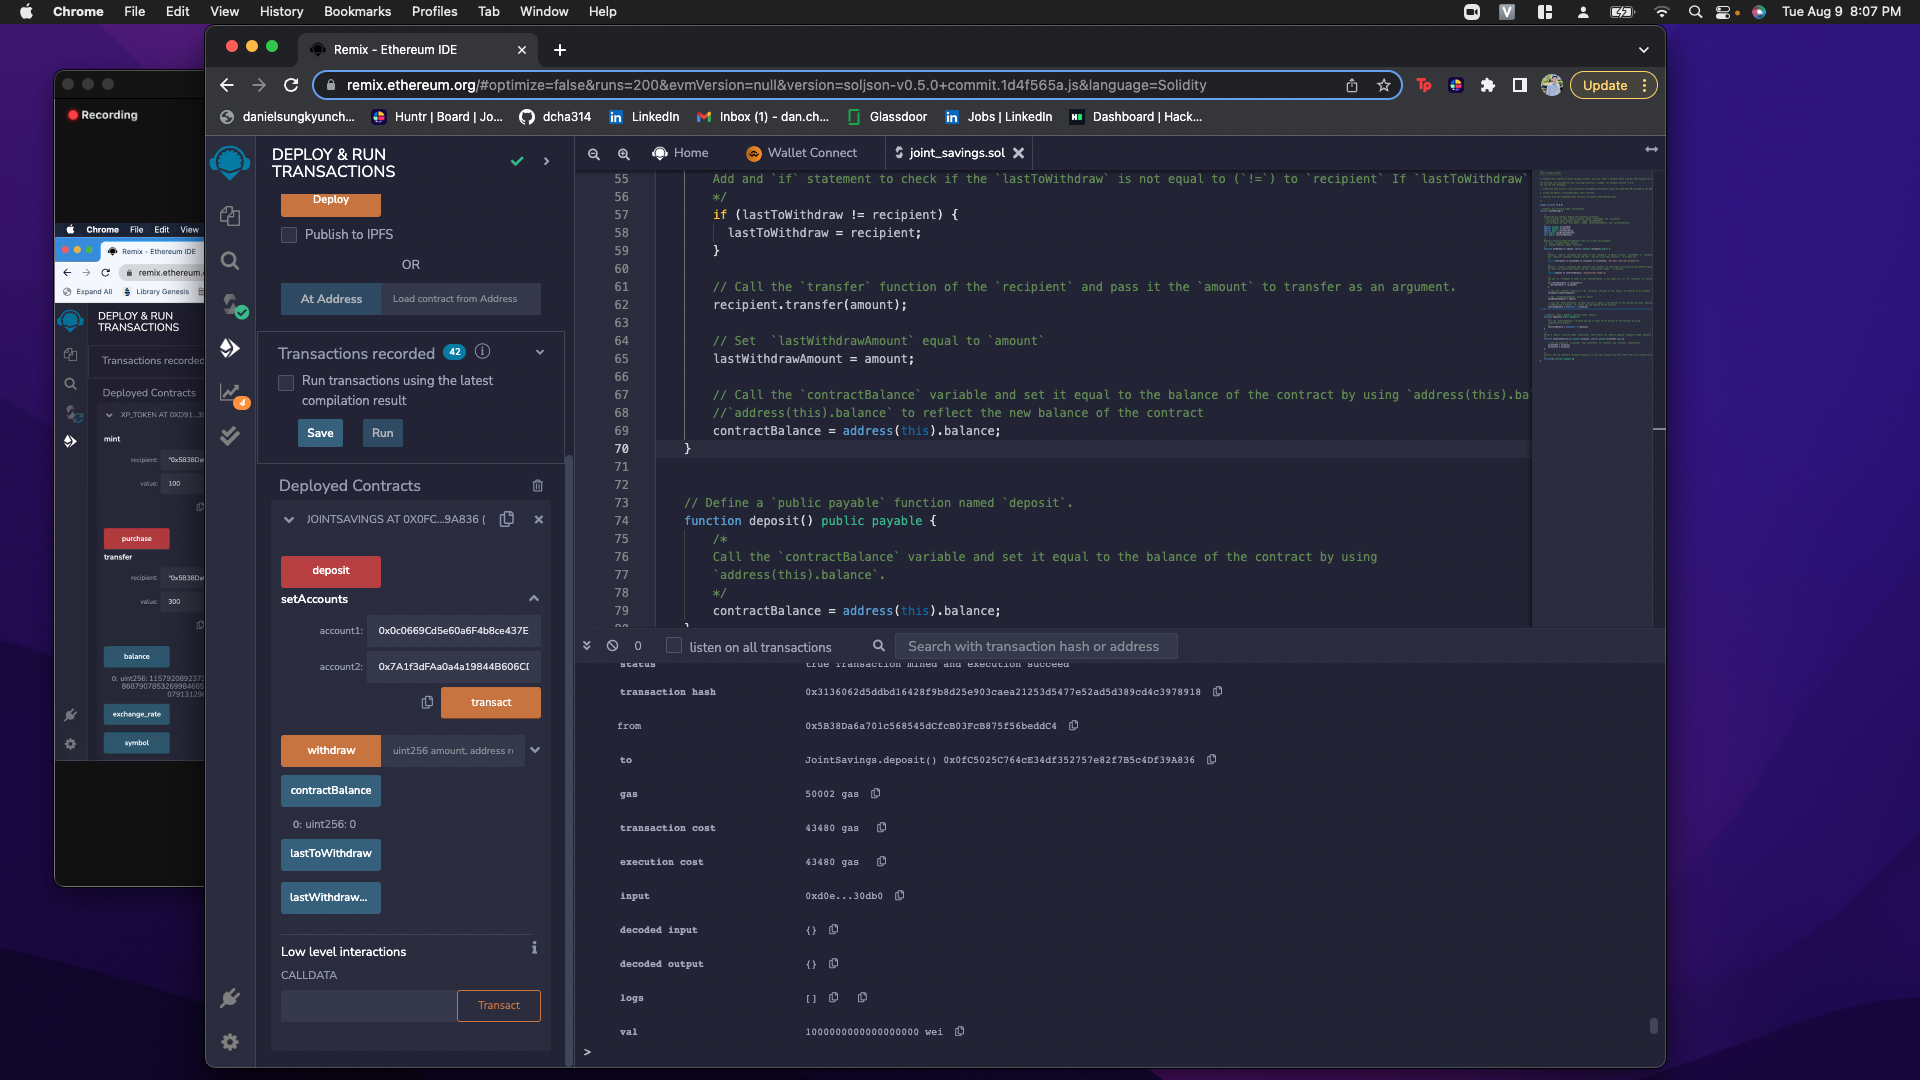 Chrome File Edit View History Bookmarks Profiles Tab Window Help
Tue Aug 9 8:07 PM
Recording
Chrome File Edit View
Remix - Ethereum IDE
remix.ethereum.
Expand All Library Genesis
DEPLOY & RUN
TRANSACTIONS
Transactions recorded
Deployed Contracts
XP_TOKEN AT 0XD91...
mint
recipient: "0x5B38Da
value: 100
purchase
transfer
recipient: "0x5B38Da
value: 300
balance
0: uint256:
exchange_rate
symbol
Remix - Ethereum IDE
remix.ethereum.org/#optimize=false&runs=200&evmVersion=null&version=soljson-v0.5.0+commit.1d4f565a.js&language=Solidity
Tp
Update
danielsungkyunch... Huntr | Board | Jo... dcha314 LinkedIn Inbox (1) - dan.ch... Glassdoor Jobs | LinkedIn Dashboard | Hack...
DEPLOY & RUN
TRANSACTIONS
4
Deploy
Publish to IPFS
OR
At Address Load contract from Address
Transactions recorded 42
Run transactions using the latest
compilation result
Save Run
Deployed Contracts
JOINTSAVINGS AT 0X0FC...9A836 (
deposit
setAccounts
account1: 0x0c0669Cd5e60a6F4b8ce437E
account2: 0x7A1f3dFAa0a4a19844B606CD
transact
withdraw uint256 amount, address r
contractBalance
0: uint256: 0
lastToWithdraw
lastWithdraw...
Low level interactions
CALLDATA
Transact
Home Wallet Connect joint_savings.sol
55 Add and `if` statement to check if the `lastToWithdraw` is not equal to (`!=`) to `recipient` If `lastToWithdraw`
56 */
57 if (lastToWithdraw != recipient) {
58 lastToWithdraw = recipient;
59 }
60
61 // Call the `transfer` function of the `recipient` and pass it the `amount` to transfer as an argument.
62 recipient.transfer(amount);
63
64 // Set  `lastWithdrawAmount` equal to `amount`
65 lastWithdrawAmount = amount;
66
67 // Call the `contractBalance` variable and set it equal to the balance of the contract by using `address(this).ba
68 //`address(this).balance` to reflect the new balance of the contract
69 contractBalance = address(this).balance;
70 }
71
72
73 // Define a `public payable` function named `deposit`.
74 function deposit() public payable {
75 /*
76 Call the `contractBalance` variable and set it equal to the balance of the contract by using
77 `address(this).balance`.
78 */
79 contractBalance = address(this).balance;
80 }
0 listen on all transactions Search with transaction hash or address
status true Transaction mined and execution succeed
transaction hash 0x3136062d5ddbd16428f9b8d25e903caea21253d5477e52ad5d389cd4c3978918
from 0x5B38Da6a701c568545dCfcB03FcB875f56beddC4
to JointSavings.deposit() 0x0fC5025C764cE34df352757e82f7B5c4Df39A836
gas 50002 gas
transaction cost 43480 gas
execution cost 43480 gas
input 0xd0e...30db0
decoded input {}
decoded output {}
logs []
val 1000000000000000000 wei
>